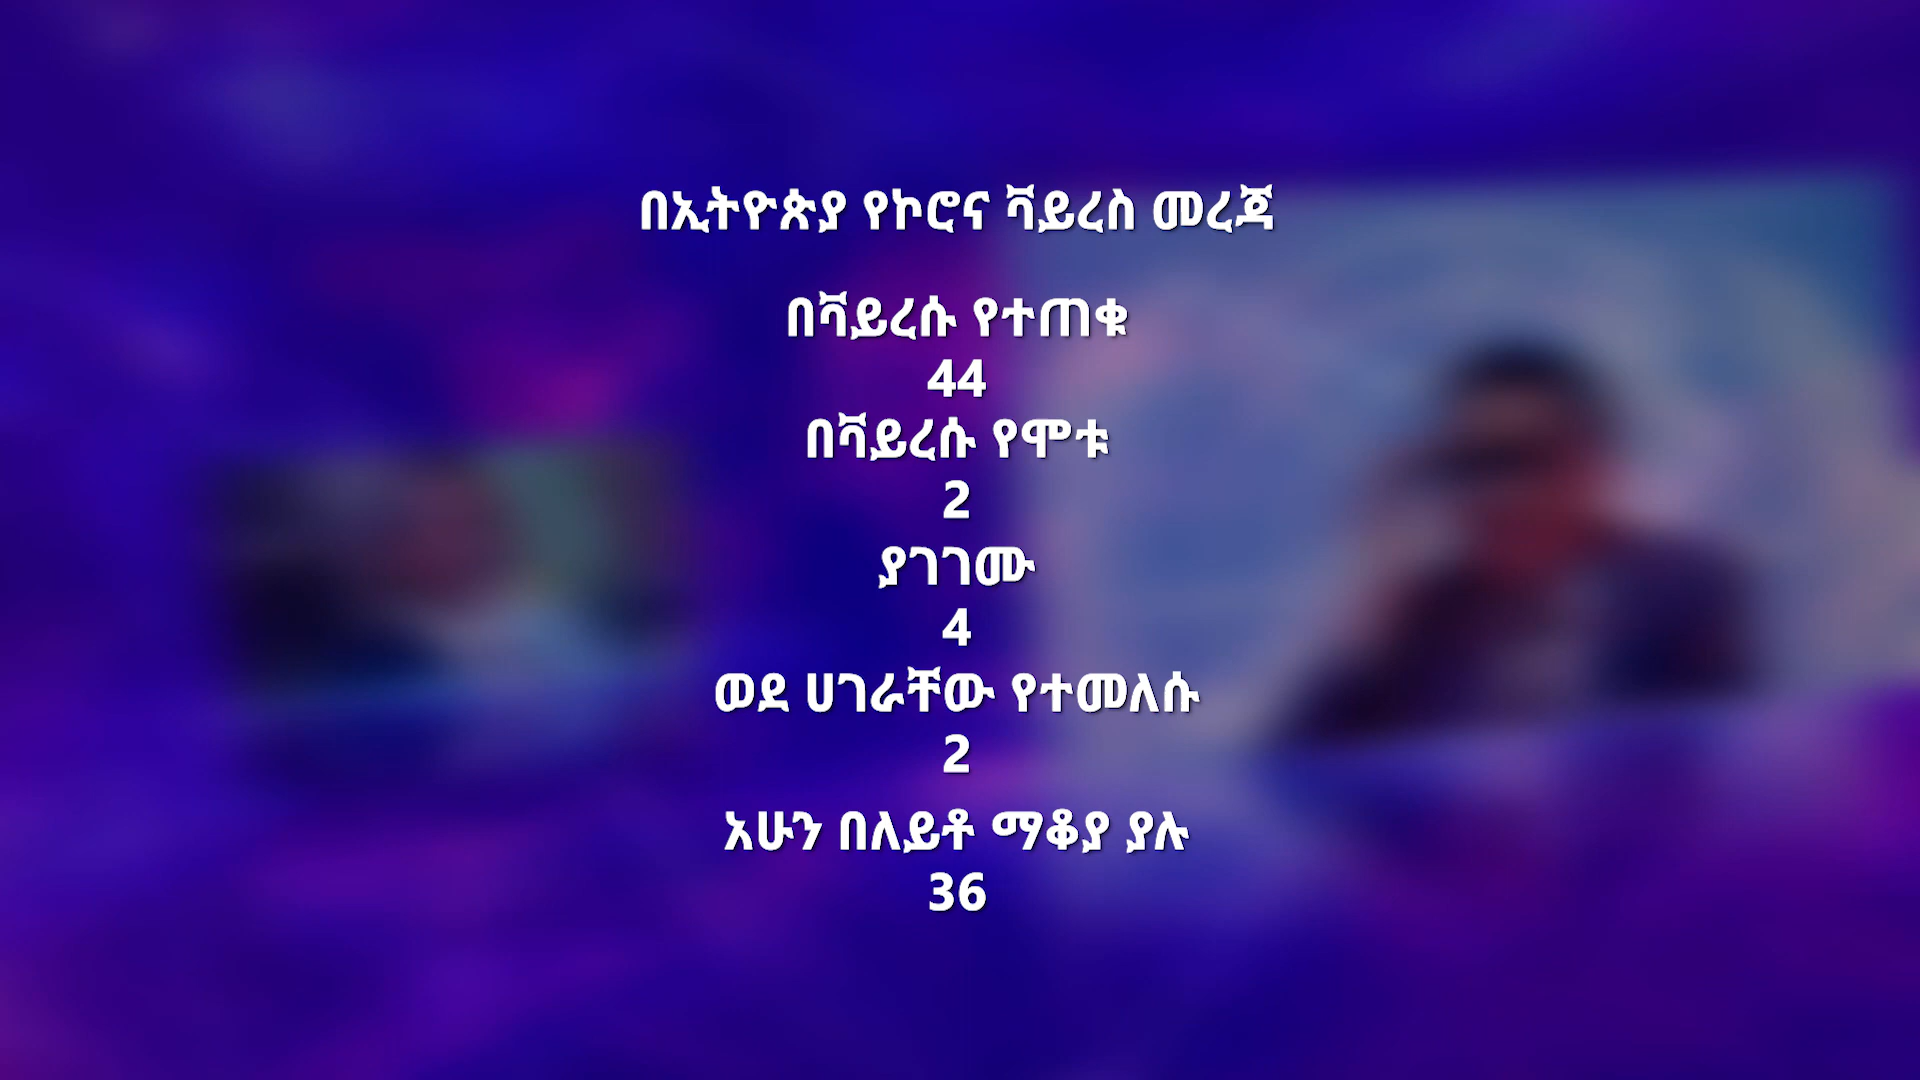 በኢትዮጵያ የኮሮና ቫይረስ መረጃ
በቫይረሱ የተጠቁ
44
በቫይረሱ የሞቱ
2
ያገገሙ
4
ወደ ሀገራቸው የተመለሱ
2
አሁን በለይቶ ማቆያ ያሉ
36